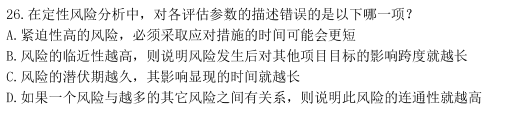 26.在定性风险分析中，对各评估参数的描述错误的是以下哪一项？
A.紧迫性高的风险，必须采取应对措施的时间可能会更短
B.风险的临近性越高，则说明风险发生后对其他项目目标的影响跨度就越长
C.风险的潜伏期越久，其影响显现的时间就越长
D.如果一个风险与越多的其它风险之间有关系，则说明此风险的连通性就越高